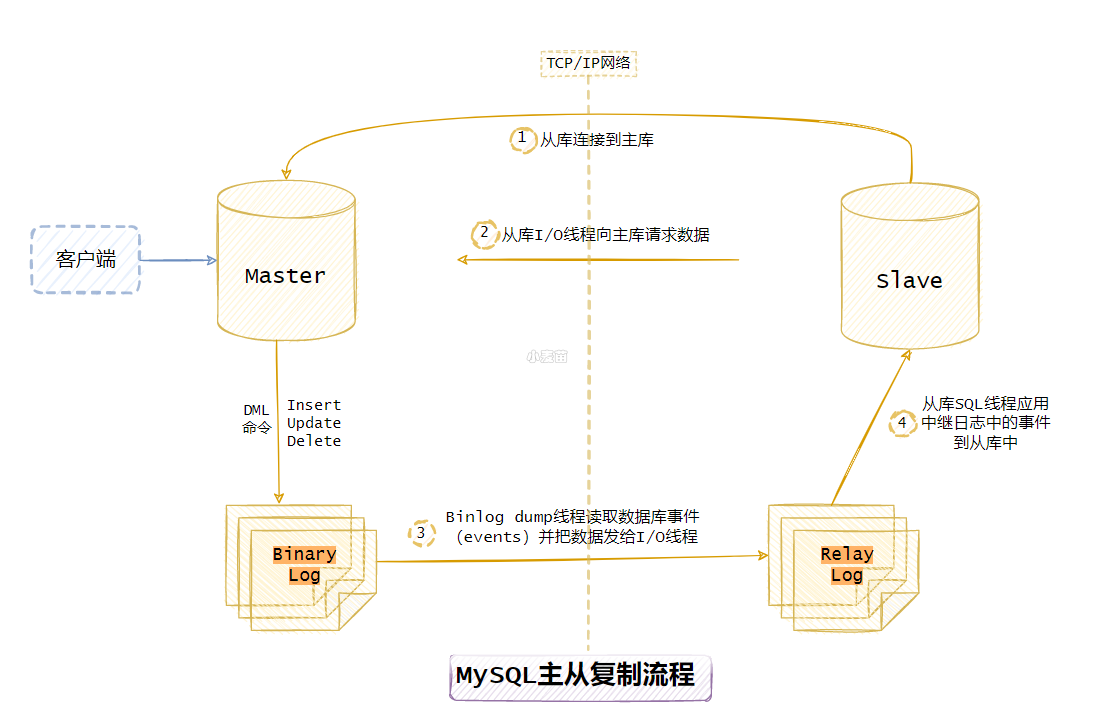 TCP/IP网络
1 从库连接到主库
2 从库I/O线程向主库请求数据
客户端
Master
Slave
小熊苗
DML
命令
Insert
Update
Delete
4 从库SQL线程应用
中继日志中的事件
到从库中
3 Binlog dump线程读取数据库事件
（events）并把数据发给I/O线程
Binary
Log
Relay
Log
MySQL主从复制流程